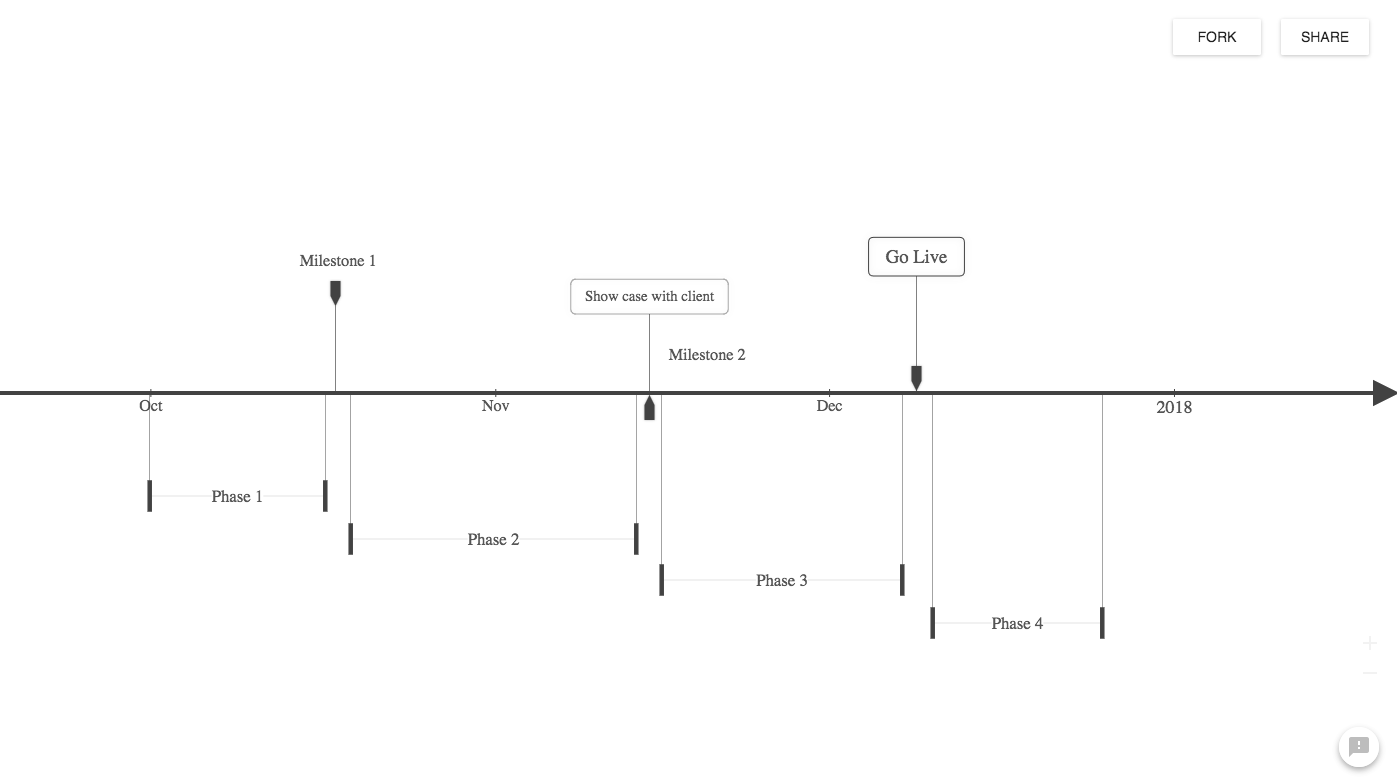 FORK
SHARE
Go Live
Milestone 1
Show case with client
Milestone 2
Oct
Nov
Dec
2018
Phase 1
Phase 2
Phase 3
Phase 4